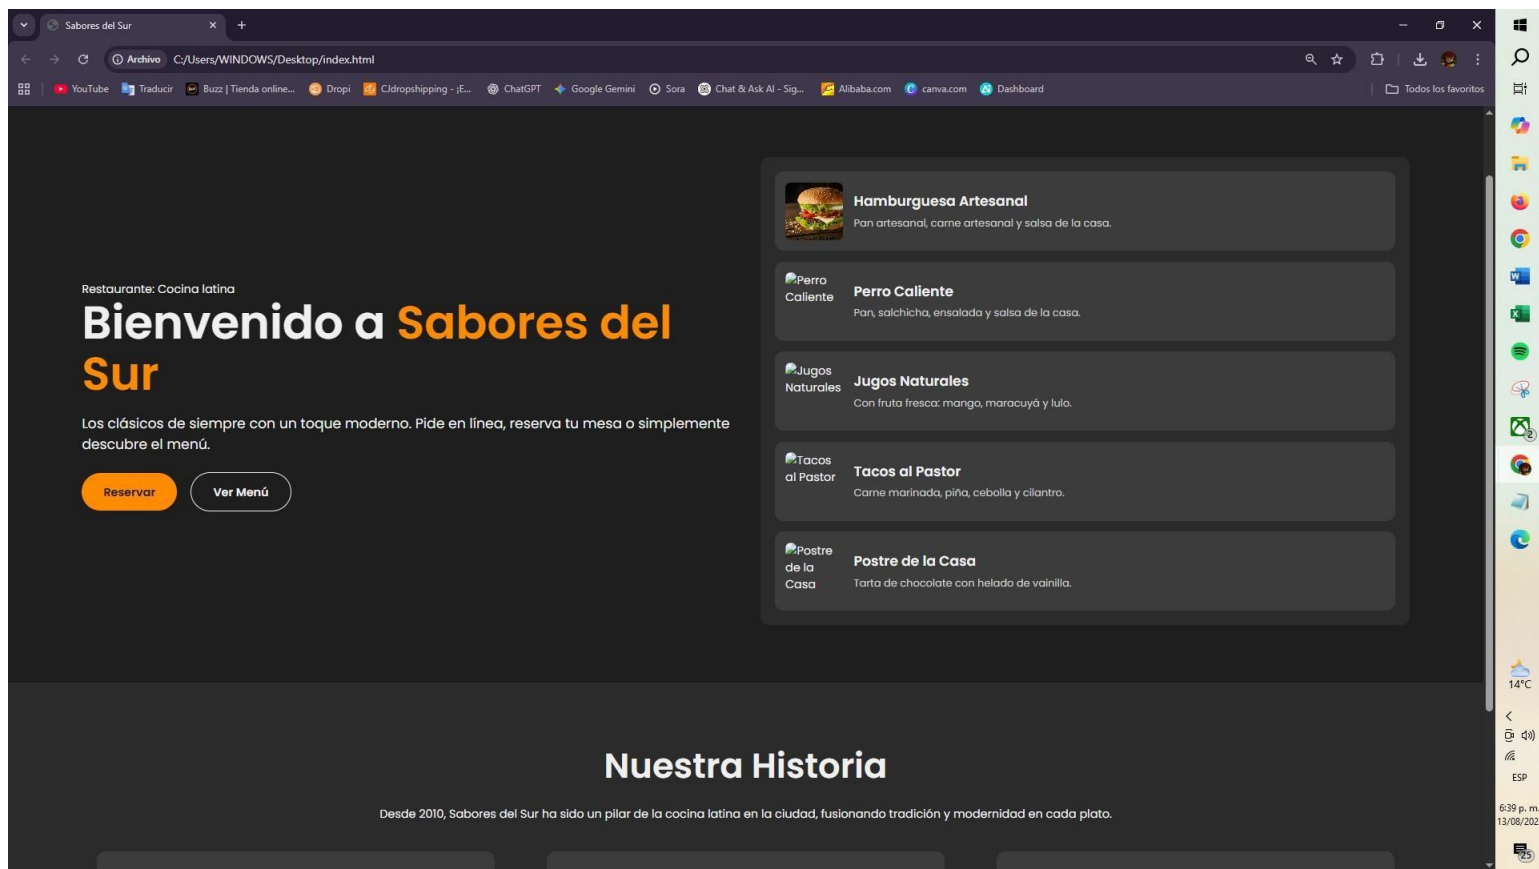 Sabores del Sur
Archivo C:/Users/WINDOWS/Desktop/index.html
YouTube Traducir Buzz | Tienda online... Dropi CJdropshipping - ¡E... ChatGPT Google Gemini Sora Chat & Ask AI - Sig... Alibaba.com canva.com Dashboard Todos los favoritos
Restaurante: Cocina latina
Bienvenido a Sabores del
Sur
Los clásicos de siempre con un toque moderno. Pide en línea, reserva tu mesa o simplemente
descubre el menú.
Reservar Ver Menú
Hamburguesa Artesanal
Pan artesanal, carne artesanal y salsa de la casa.
Perro
Caliente
Perro Caliente
Pan, salchicha, ensalada y salsa de la casa.
Jugos
Naturales
Jugos Naturales
Con fruta fresca: mango, maracuyá y lulo.
Tacos
al Pastor
Tacos al Pastor
Carne marinada, piña, cebolla y cilantro.
Postre
de la
Casa
Postre de la Casa
Tarta de chocolate con helado de vainilla.
Nuestra Historia
Desde 2010, Sabores del Sur ha sido un pilar de la cocina latina en la ciudad, fusionando tradición y modernidad en cada plato.
2
14°C
ESP
6:39 p. m.
13/08/202
25